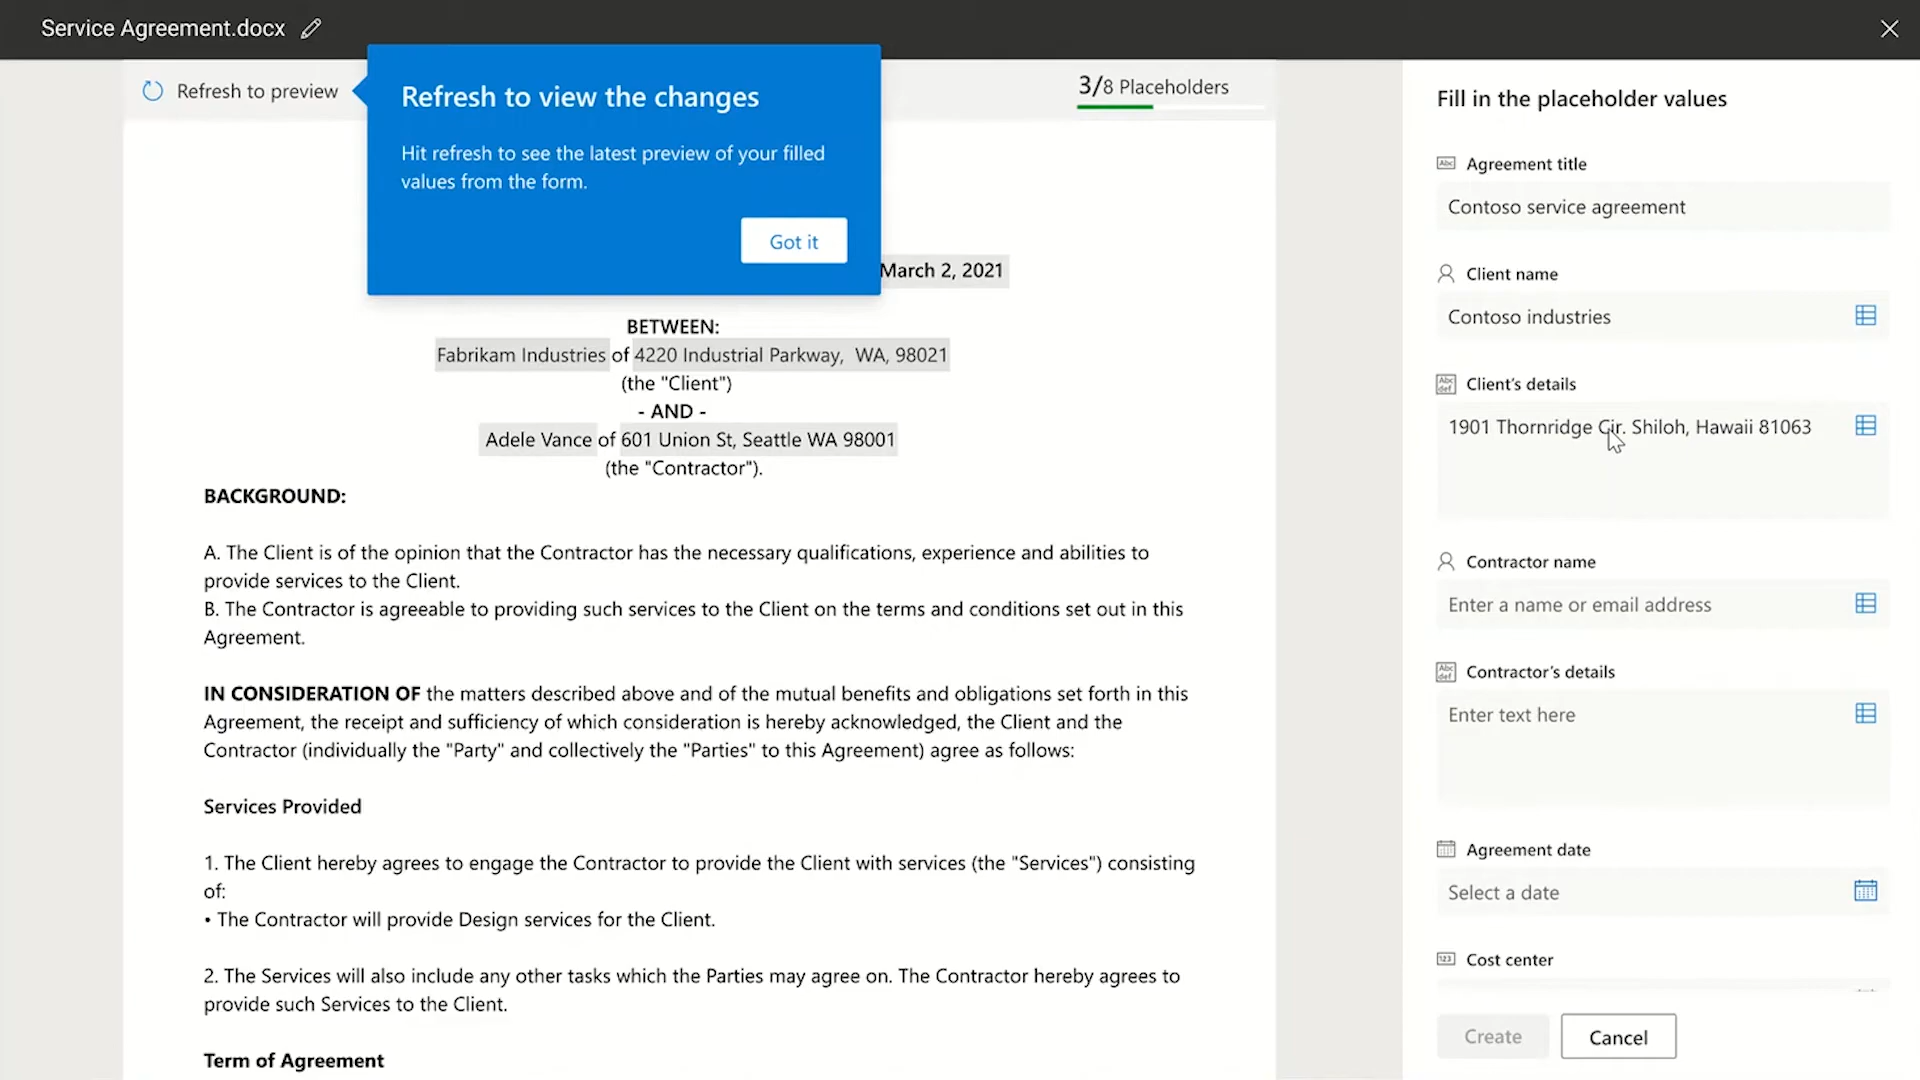 Service Agreement.docx
Refresh to preview
Refresh to view the changes
Hit refresh to see the latest preview of your filled
values from the form.
Got it
3/8 Placeholders
March 2, 2021
BETWEEN:
Fabrikam Industries of 4220 Industrial Parkway, WA, 98021
(the "Client")
- AND -
Adele Vance of 601 Union St, Seattle WA 98001
(the "Contractor").
BACKGROUND:
A. The Client is of the opinion that the Contractor has the necessary qualifications, experience and abilities to
provide services to the Client.
B. The Contractor is agreeable to providing such services to the Client on the terms and conditions set out in this
Agreement.
IN CONSIDERATION OF the matters described above and of the mutual benefits and obligations set forth in this
Agreement, the receipt and sufficiency of which consideration is hereby acknowledged, the Client and the
Contractor (individually the "Party" and collectively the "Parties" to this Agreement) agree as follows:
Services Provided
1. The Client hereby agrees to engage the Contractor to provide the Client with services (the "Services") consisting
of:
• The Contractor will provide Design services for the Client.
2. The Services will also include any other tasks which the Parties may agree on. The Contractor hereby agrees to
provide such Services to the Client.
Term of Agreement
Fill in the placeholder values
Abc Agreement title
Contoso service agreement
Client name
Contoso industries
Abc def Client's details
1901 Thornridge Cir. Shiloh, Hawaii 81063
Contractor name
Enter a name or email address
Abc def Contractor's details
Enter text here
Agreement date
Select a date
123 Cost center
Create
Cancel